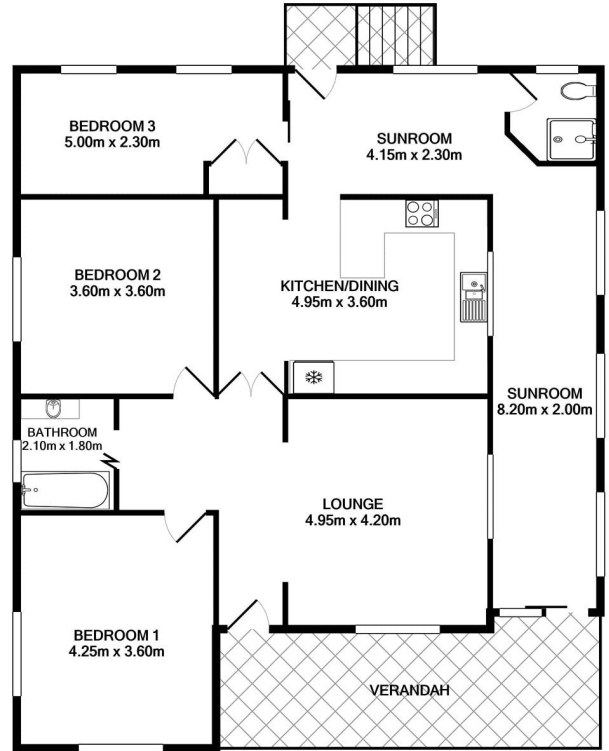 BEDROOM 3
5.00m x 2.30m
SUNROOM
4.15m x 2.30m
BEDROOM 2
3.60m x 3.60m
KITCHEN/DINING
4.95m x 3.60m
SUNROOM
8.20m x 2.00m
BATHROOM
2.10m x 1.80m
LOUNGE
4.95m x 4.20m
BEDROOM 1
4.25m x 3.60m
VERANDAH